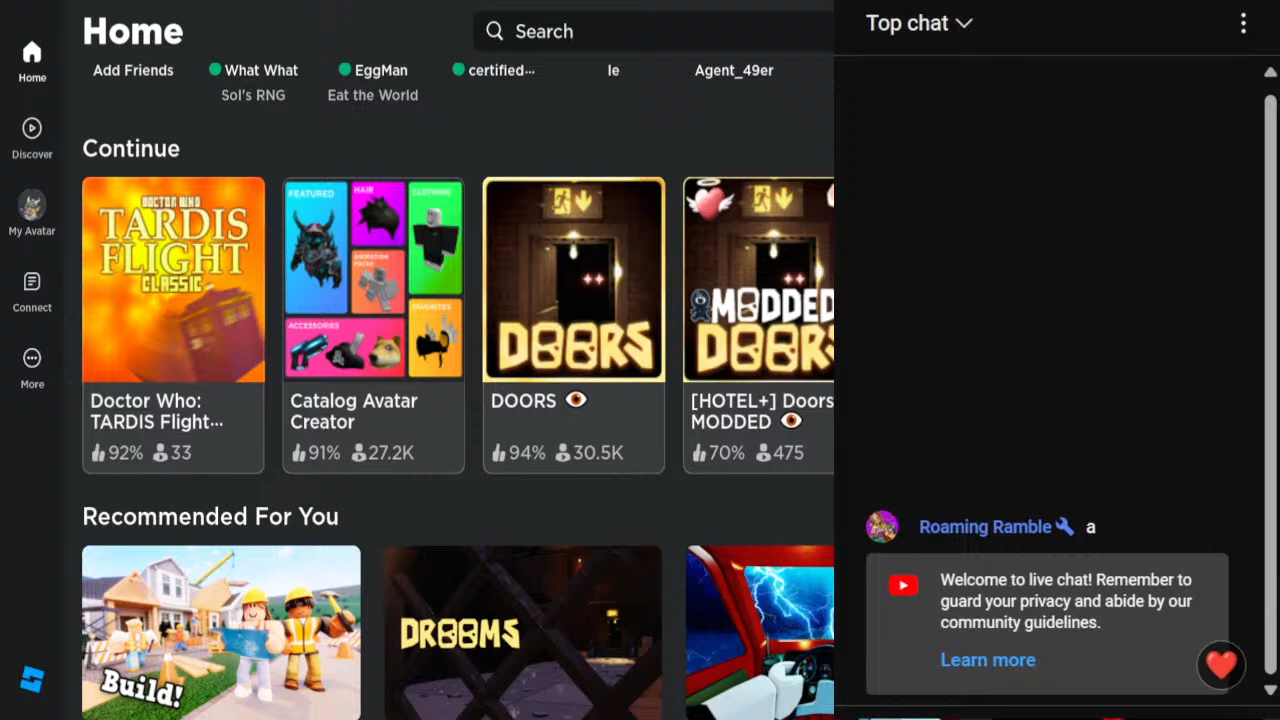 Home
Search
Top chat
Home
Add Friends
What What
EggMan
certified...
le
Agent_49er
Sol's RNG
Eat the World
Discover
My Avatar
Connect
More
Continue
DOCTOR WHO
TARDIS
FLIGHT
CLASSIC
Doctor Who:
TARDIS Flight...
92% 33
FEATURED
HAIR
CLOTHING
ANIMATION
PACKS
ACCESSORIES
FAVORITES
Catalog Avatar
Creator
91% 27.2K
DOORS
DOORS 👁
94% 30.5K
MODDED
DOORS
[HOTEL+] Doors
MODDED 👁
70% 475
Recommended For You
Build!
DROOMS
Roaming Ramble a
Welcome to live chat! Remember to
guard your privacy and abide by our
community guidelines.
Learn more